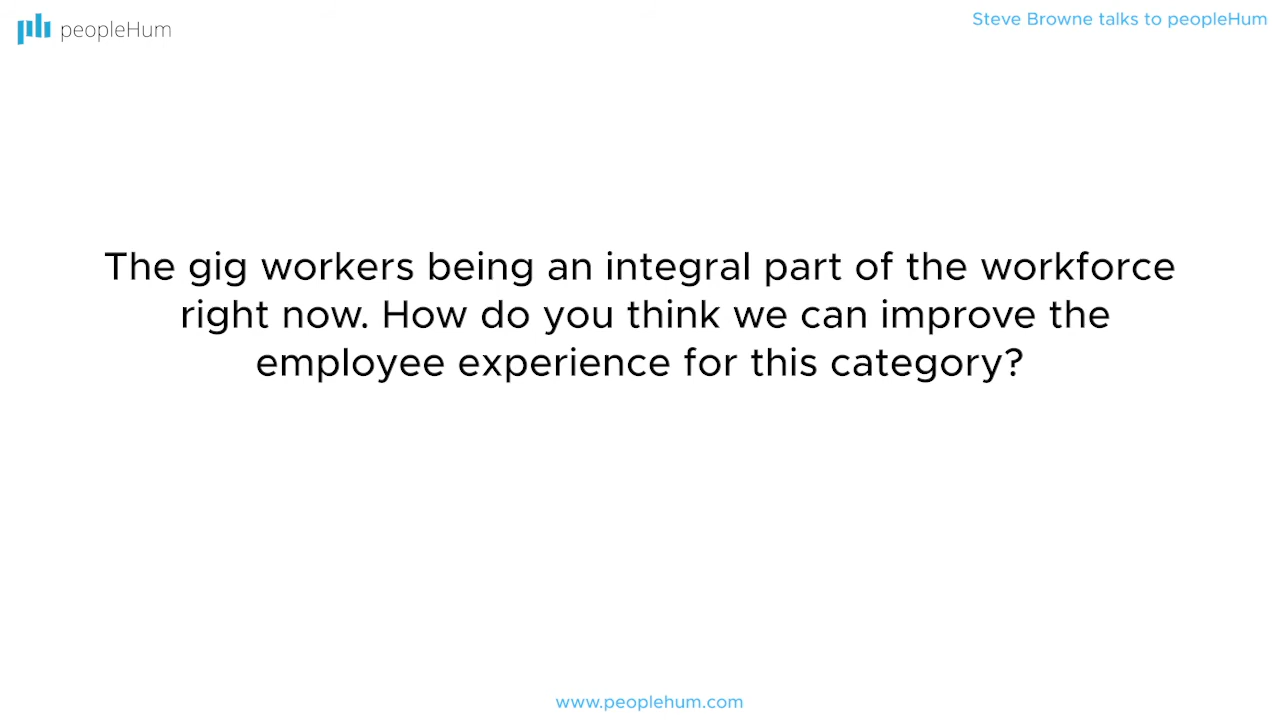 peopleHum
Steve Browne talks to peopleHum
The gig workers being an integral part of the workforce
right now. How do you think we can improve the
employee experience for this category?
www.peoplehum.com